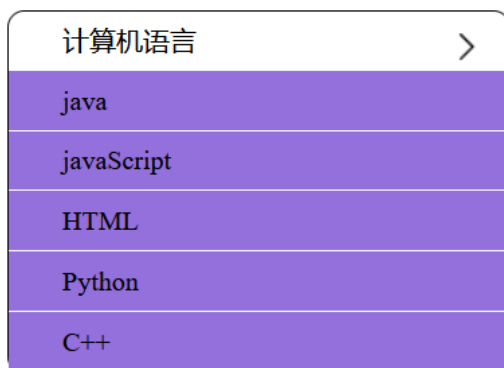 计算机语言
java
javaScript
HTML
Python
C++